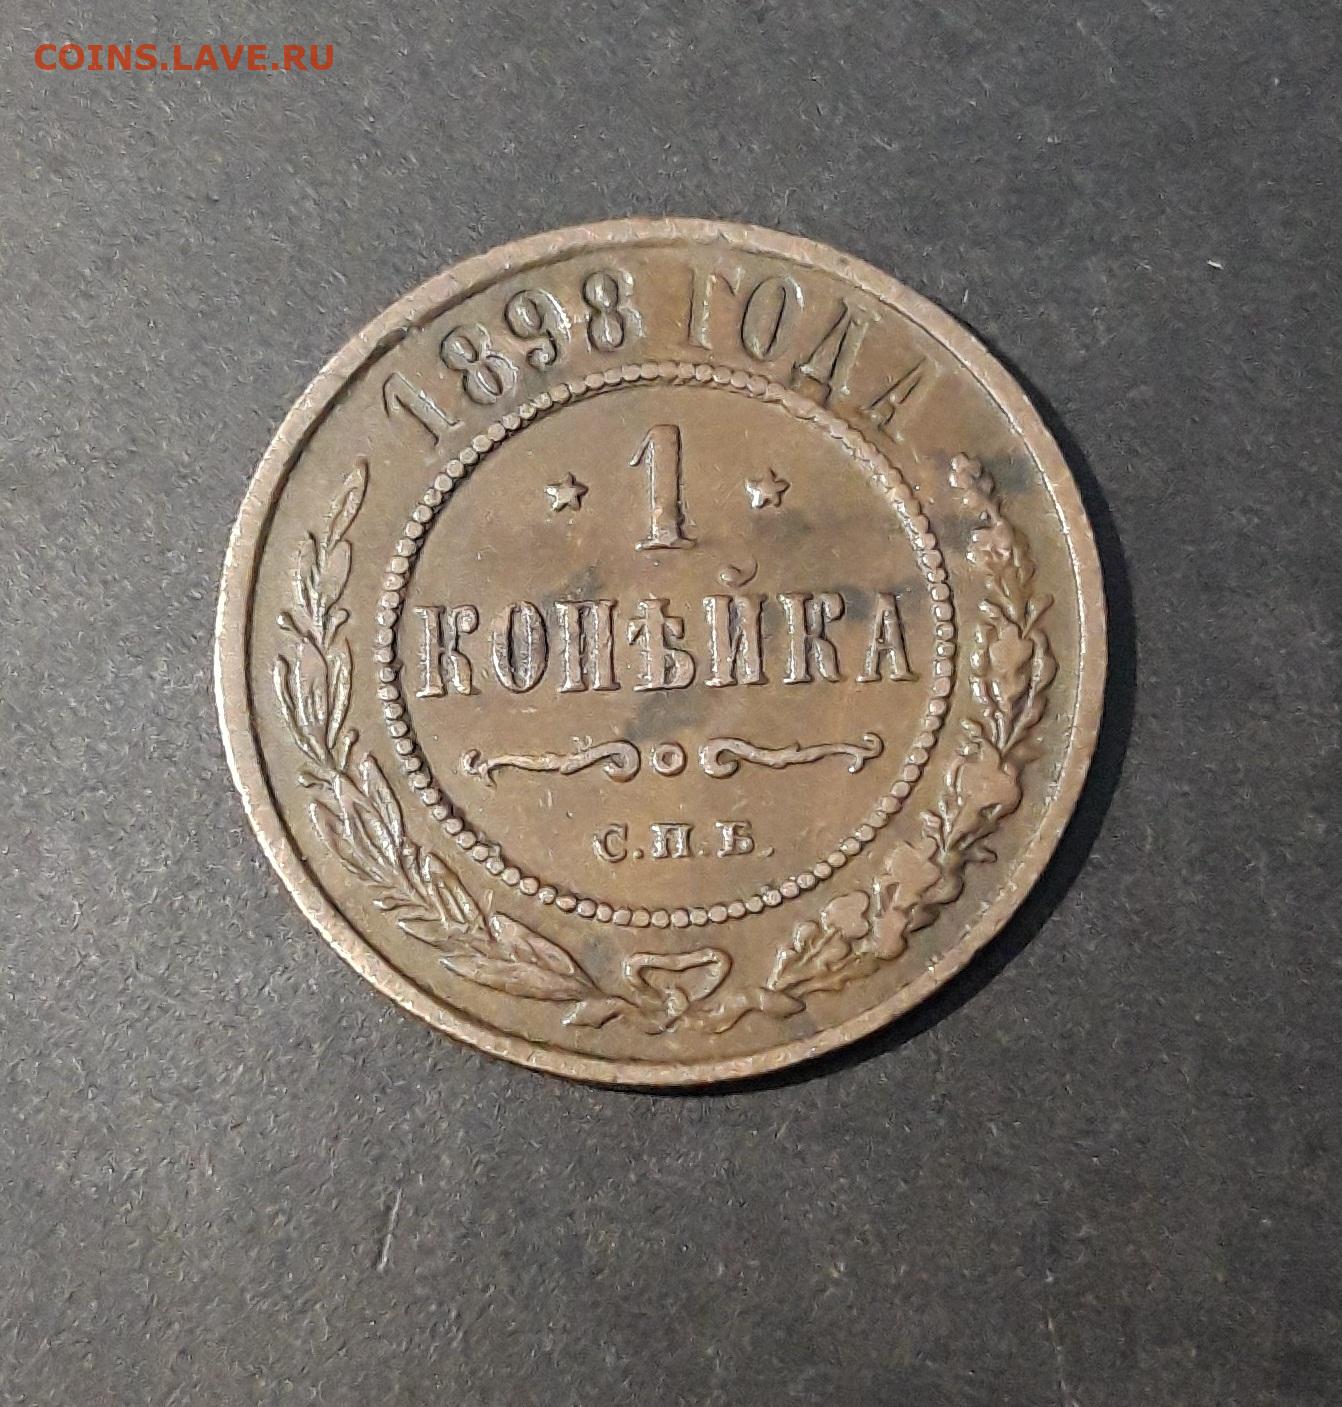 COINS.LAVE.RU
1898 ГОДА
1
КОПѢЙКА
С.П.Б.